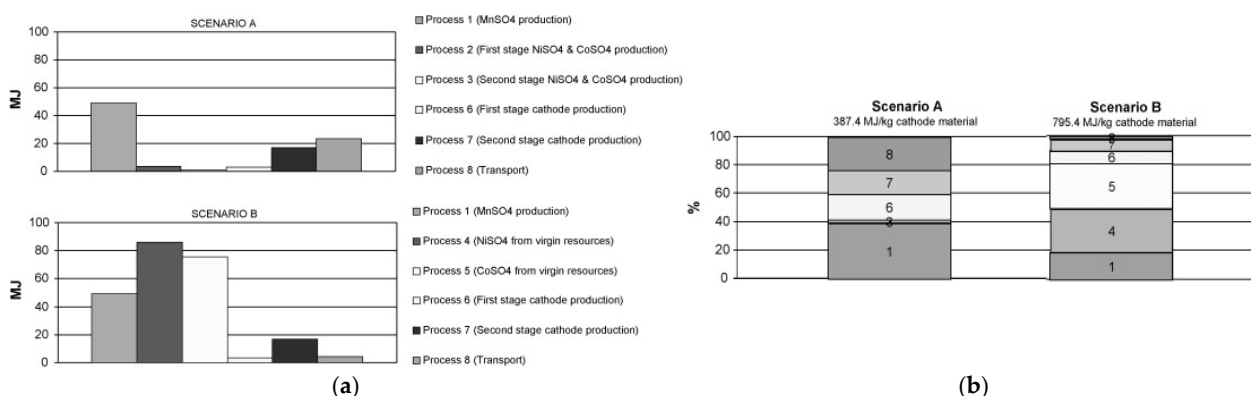 SCENARIO A
MJ
100
80
60
40
20
0
Process 1 (MnSO4 production)
Process 2 (First stage NiSO4 & CoSO4 production)
Process 3 (Second stage NiSO4 & CoSO4 production)
Process 6 (First stage cathode production)
Process 7 (Second stage cathode production)
Process 8 (Transport)
SCENARIO B
MJ
100
80
60
40
20
0
Process 1 (MnSO4 production)
Process 4 (NiSO4 from virgin resources)
Process 5 (CoSO4 from virgin resources)
Process 6 (First stage cathode production)
Process 7 (Second stage cathode production)
Process 8 (Transport)
(a)
Scenario A
387.4 MJ/kg cathode material
Scenario B
795.4 MJ/kg cathode material
%
100
80
60
40
20
0
8
7
6
3
1
7
6
5
4
1
(b)